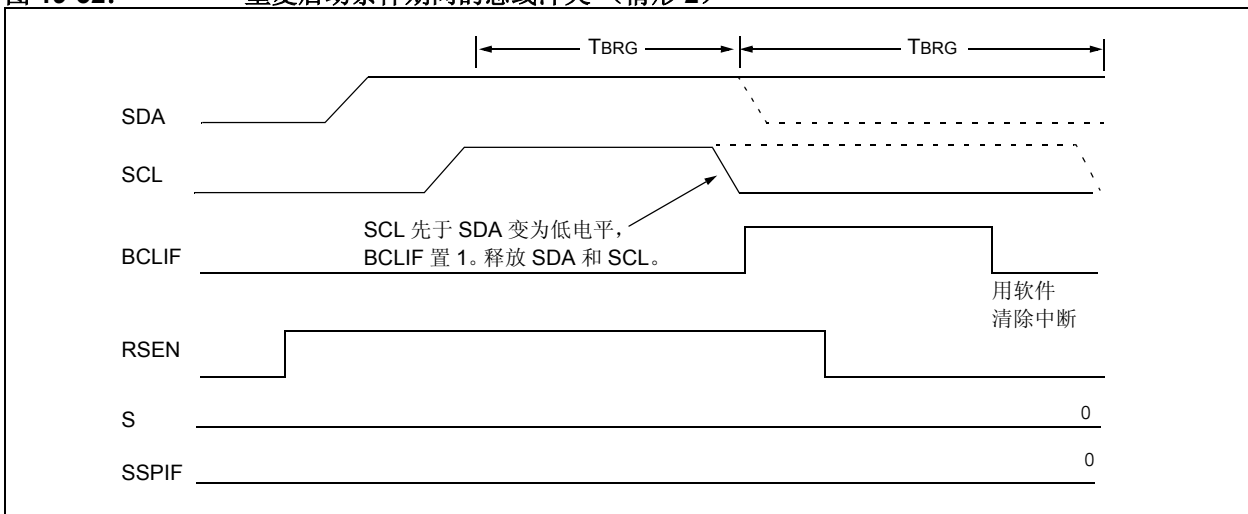 TBRG
TBRG
SDA
SCL
SCL 先于 SDA 变为低电平，
BCLIF 置 1。释放 SDA 和 SCL。
BCLIF
用软件
清除中断
RSEN
S
0
SSPIF
0